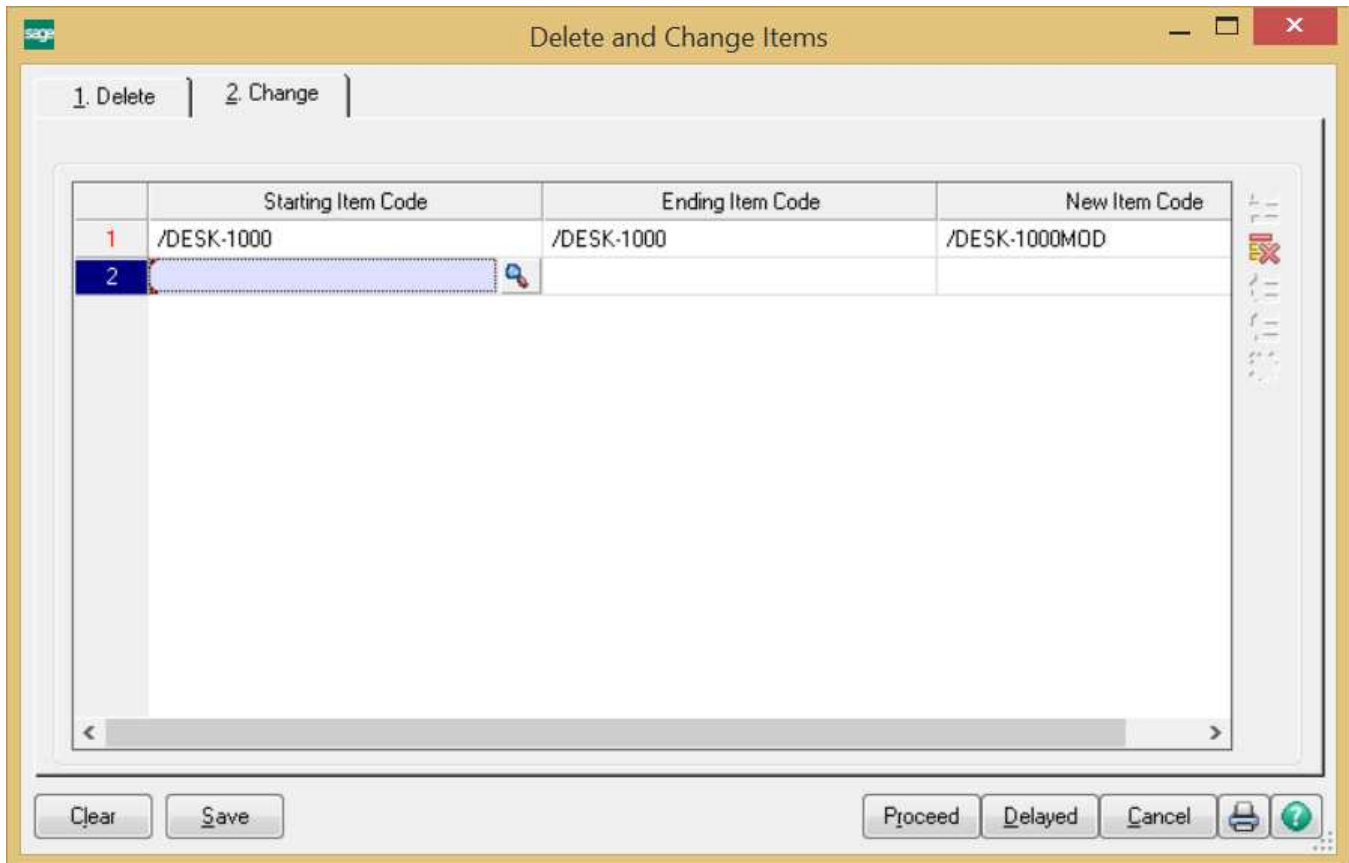 sage
Delete and Change Items
1. Delete 2. Change
Starting Item Code Ending Item Code New Item Code
1 /DESK-1000 /DESK-1000 /DESK-1000MOD
2
Clear Save Proceed Delayed Cancel ?